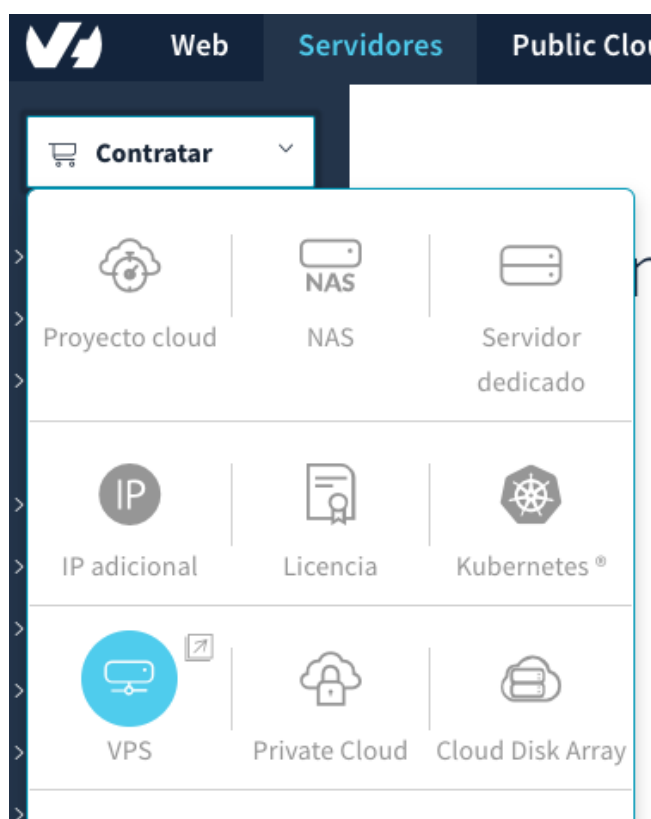 Web
Servidores
Public Clou
Contratar
NAS
Proyecto cloud
NAS
Servidor
dedicado
IP
IP adicional
Licencia
Kubernetes ®
VPS
Private Cloud
Cloud Disk Array